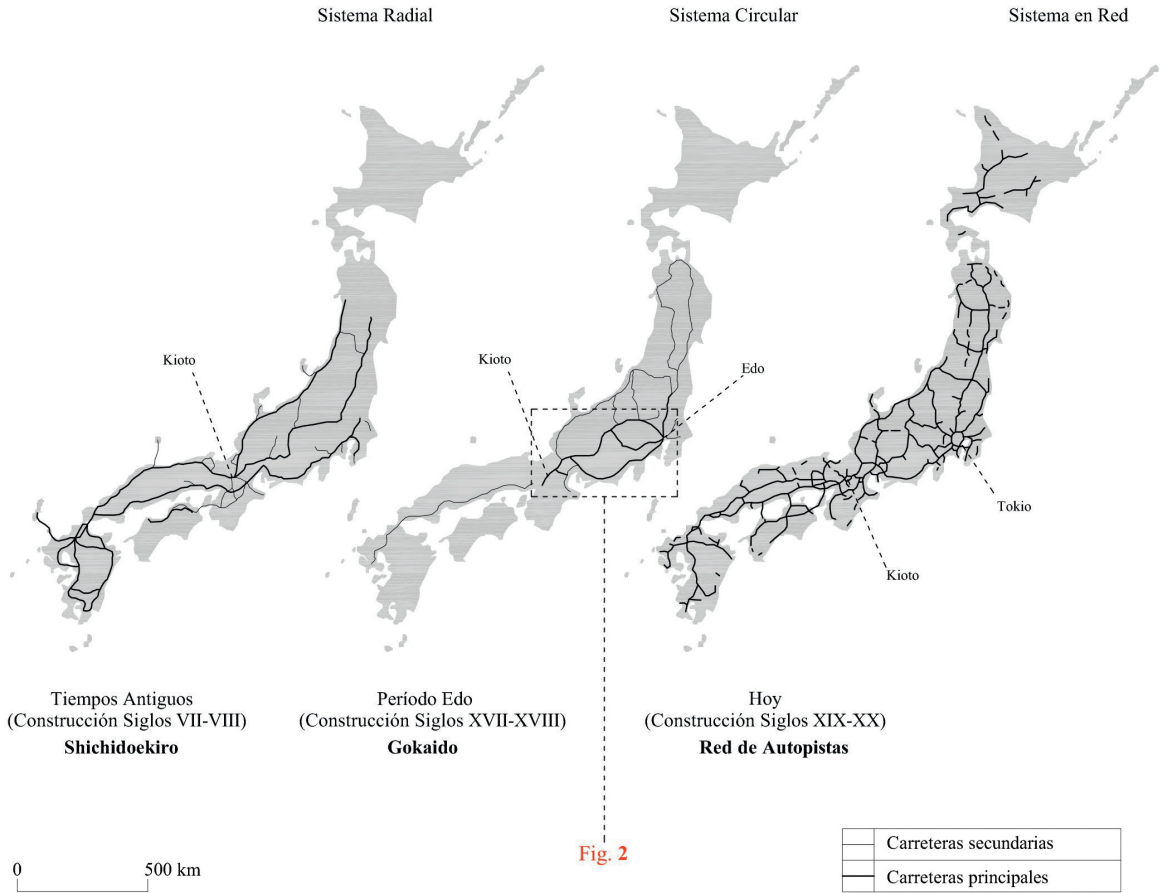 Sistema Radial
Sistema Circular
Sistema en Red
Kioto
Kioto
Edo
Tokio
Kioto
Tiempos Antiguos
(Construcción Siglos VII-VIII)
Shichidoekiro
Período Edo
(Construcción Siglos XVII-XVIII)
Gokaido
Hoy
(Construcción Siglos XIX-XX)
Red de Autopistas
Fig. 2
0 500 km
Carreteras secundarias
Carreteras principales